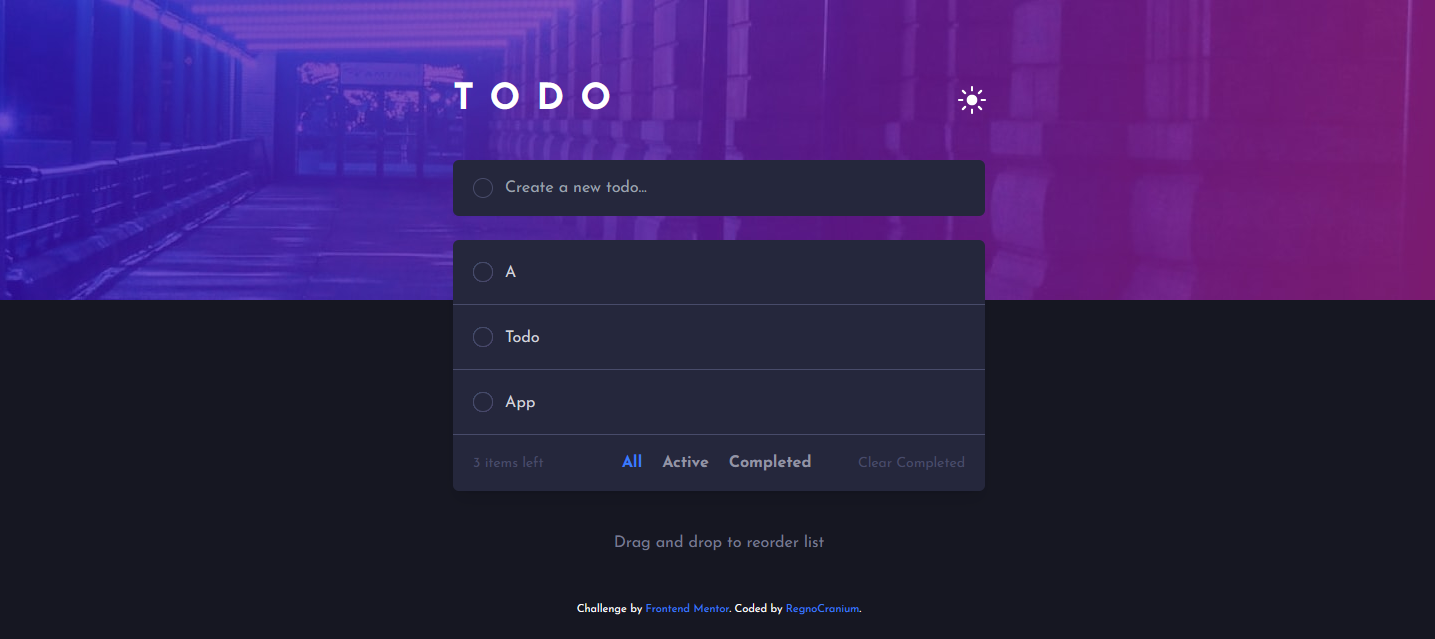 TODO
Create a new todo...
A
Todo
App
3 items left All Active Completed Clear Completed
Drag and drop to reorder list
Challenge by Frontend Mentor. Coded by RegnoCranium.